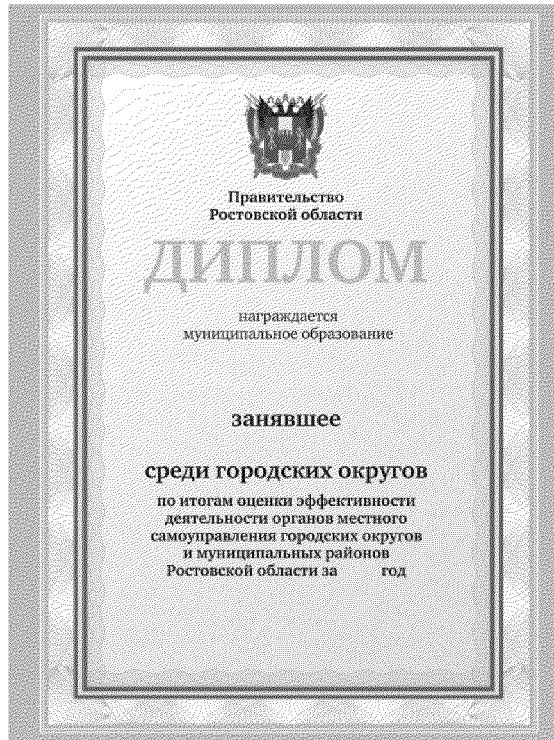 Правительство
Ростовской области
ДИПЛОМ
награждается
муниципальное образование
занявшее
среди городских округов
по итогам оценки эффективности
деятельности органов местного
самоуправления городских округов
и муниципальных районов
Ростовской области за год